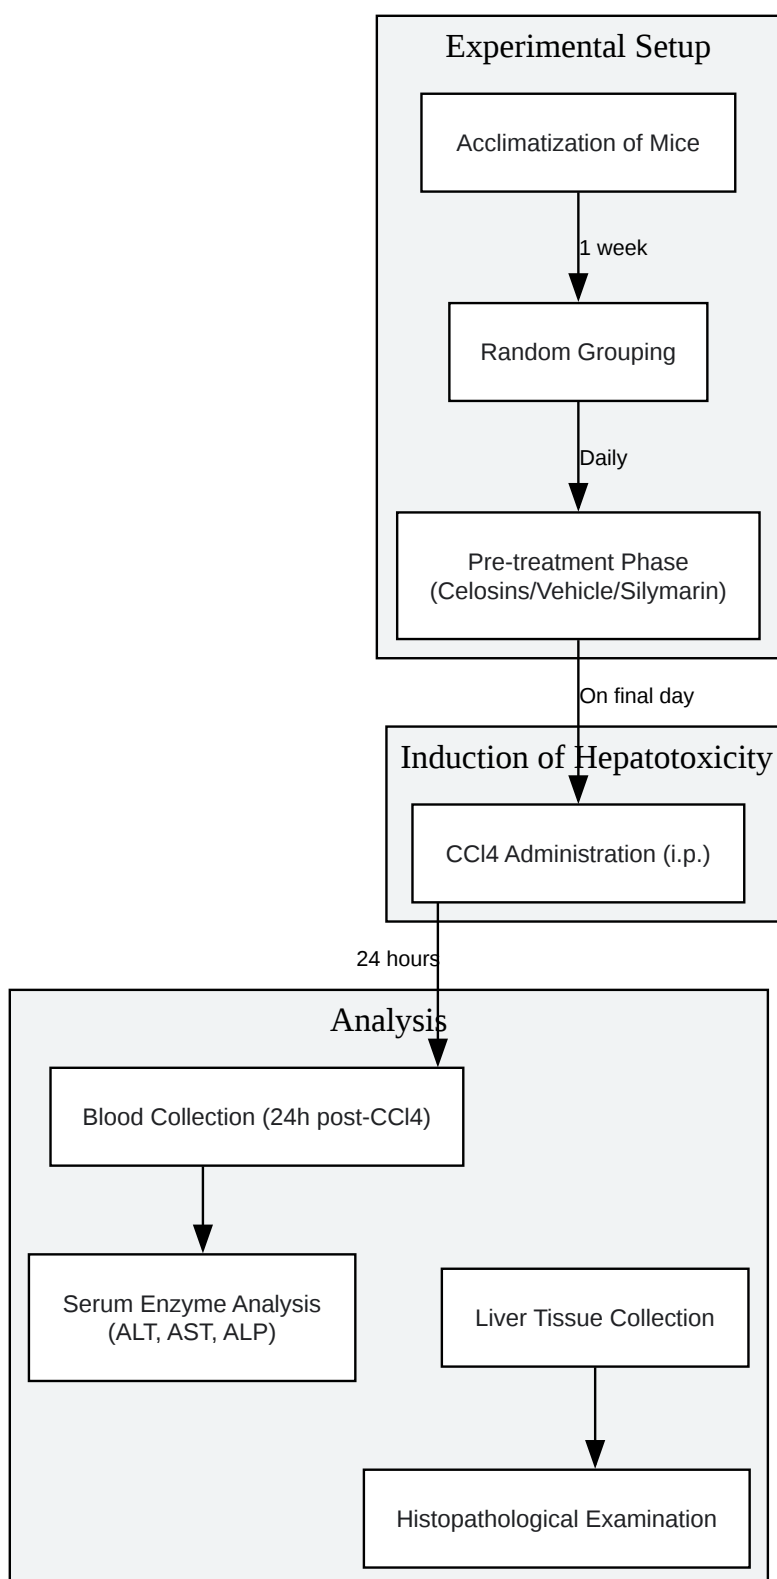 Experimental Setup
Acclimatization of Mice
1 week
Random Grouping
Daily
Pre-treatment Phase
(Celosins/Vehicle/Silymarin)
On final day
Induction of Hepatotoxicity
CCl4 Administration (i.p.)
24 hours
Analysis
Blood Collection (24h post-CCl4)
Serum Enzyme Analysis
(ALT, AST, ALP)
Liver Tissue Collection
Histopathological Examination